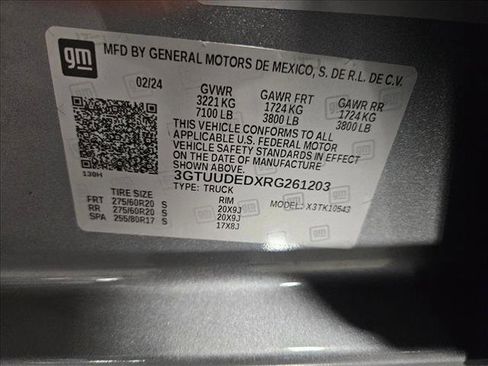 gm
MFD BY GENERAL MOTORS DE MEXICO, S. DE R.L. DE C.V.
02/24 GVWR GAWR FRT GAWR RR
3221 KG 1724 KG 1724 KG
7100 LB 3800 LB 3800 LB
THIS VEHICLE CONFORMS TO ALL
APPLICABLE U.S. FEDERAL MOTOR
VEHICLE SAFETY STANDARDS IN EFFECT
ON THE DATE OF MANUFACTURE
SHOWN ABOVE.
130H
3GTUUDEDXRG261203
TYPE: TRUCK MODEL: X3TK10543
TIRE SIZE RIM
FRT 275/60R20 S 20X9J
RR 275/60R20 S 20X9J
SPA 255/80R17 S 17X8J